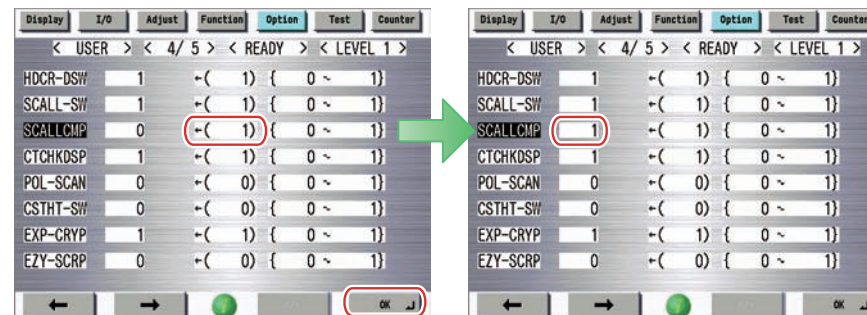 Display I/O Adjust Function Option Test Counter
< USER > < 4/ 5 > < READY > < LEVEL 1 >
HDCR-DSW 1 ←( 1) { 0 ~ 1}
SCALL-SW 1 ←( 1) { 0 ~ 1}
SCALLCMP 0 ←( 1) { 0 ~ 1}
CTCHKDSP 1 ←( 1) { 0 ~ 1}
POL-SCAN 0 ←( 0) { 0 ~ 1}
CSTHT-SW 0 ←( 0) { 0 ~ 1}
EXP-CRYP 1 ←( 1) { 0 ~ 1}
EZY-SCRP 0 ←( 0) { 0 ~ 1}
← → OK ↵
Display I/O Adjust Function Option Test Counter
< USER > < 4/ 5 > < READY > < LEVEL 1 >
HDCR-DSW 1 ←( 1) { 0 ~ 1}
SCALL-SW 1 ←( 1) { 0 ~ 1}
SCALLCMP 1 ←( 1) { 0 ~ 1}
CTCHKDSP 1 ←( 1) { 0 ~ 1}
POL-SCAN 0 ←( 0) { 0 ~ 1}
CSTHT-SW 0 ←( 0) { 0 ~ 1}
EXP-CRYP 1 ←( 1) { 0 ~ 1}
EZY-SCRP 0 ←( 0) { 0 ~ 1}
← → OK ↵